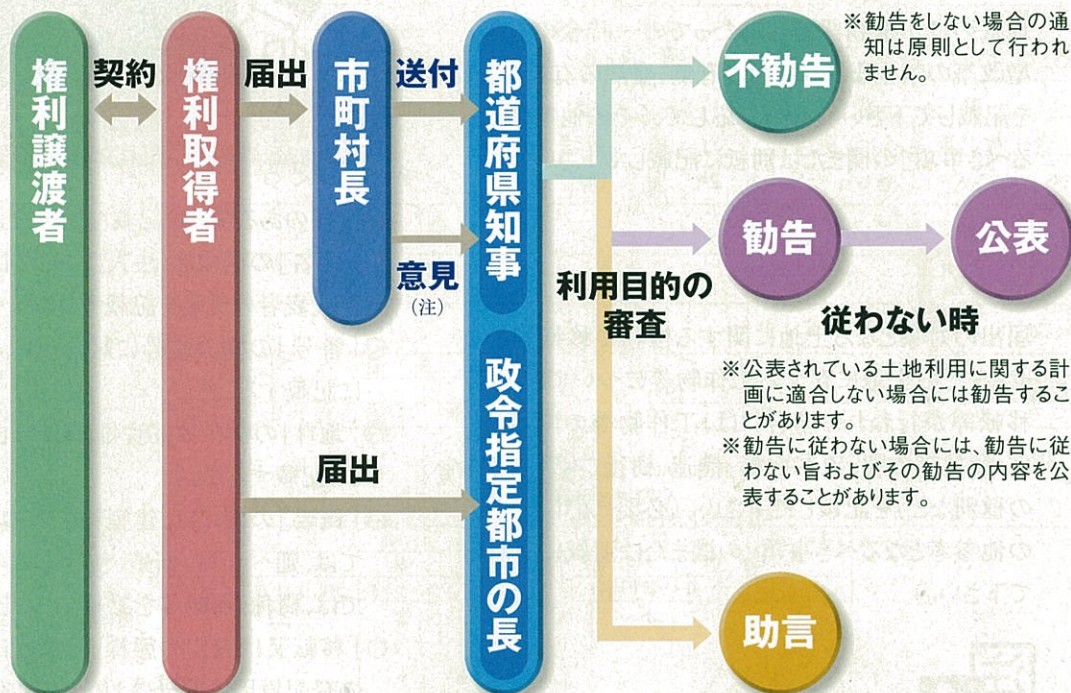 権利譲渡者
契約
権利取得者
届出
市町村長
送付
意見
(注)
都道府県知事
届出
政令指定都市の長
利用目的の
審査
不勧告
※勧告をしない場合の通
知は原則として行われ
ません。
勧告
公表
従わない時
※公表されている土地利用に関する計
画に適合しない場合には勧告するこ
とがあります。
※勧告に従わない場合には、勧告に従
わない旨およびその勧告の内容を公
表することがあります。
助言